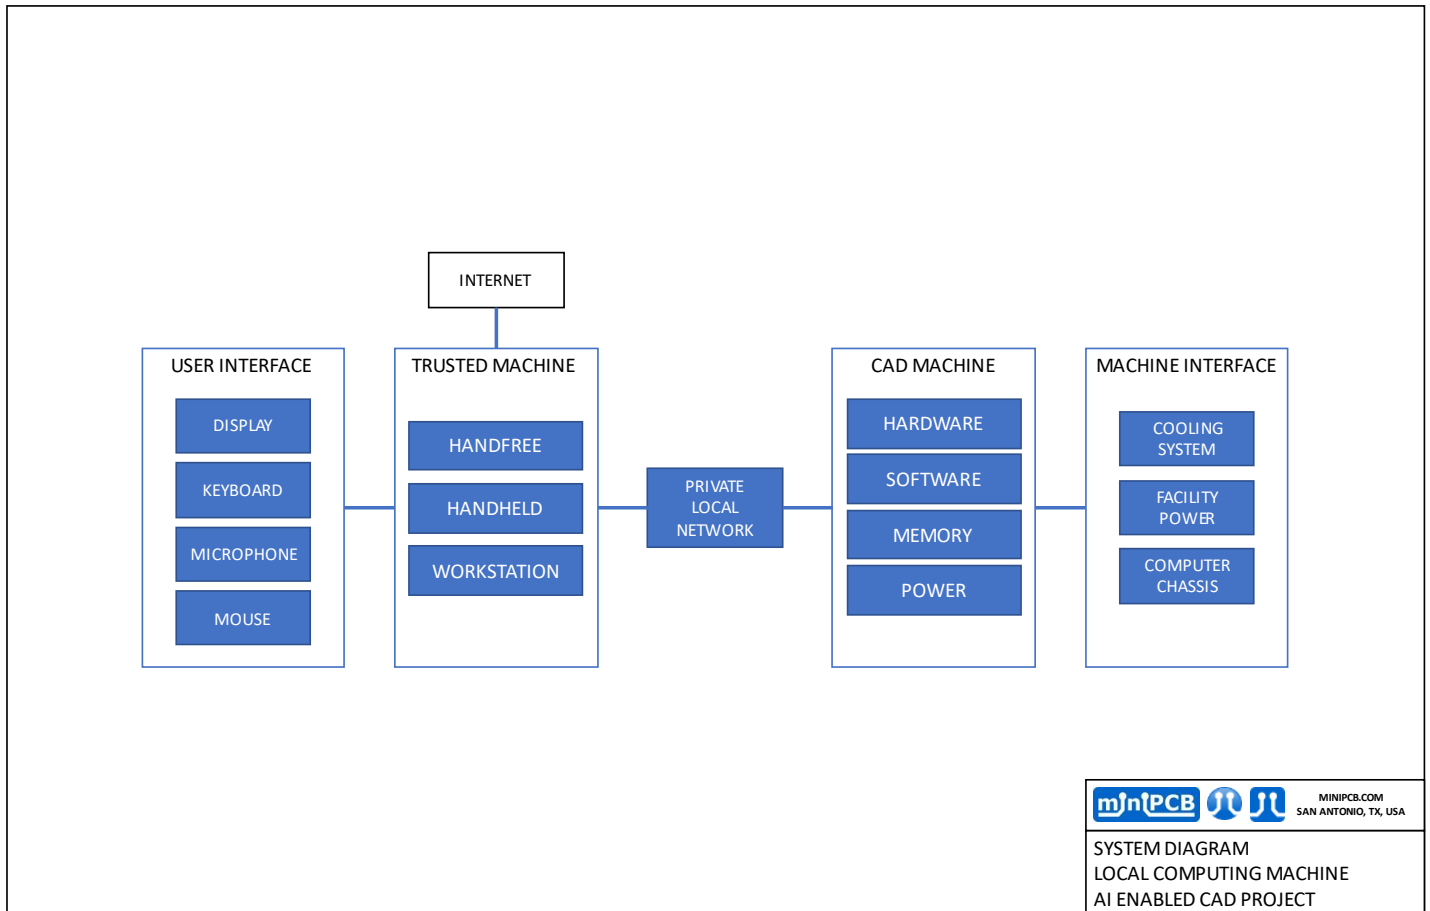 INTERNET
USER INTERFACE
DISPLAY
KEYBOARD
MICROPHONE
MOUSE
TRUSTED MACHINE
HANDFREE
HANDHELD
WORKSTATION
PRIVATE
LOCAL
NETWORK
CAD MACHINE
HARDWARE
SOFTWARE
MEMORY
POWER
MACHINE INTERFACE
COOLING
SYSTEM
FACILITY
POWER
COMPUTER
CHASSIS
miniPCB
MINIPCB.COM
SAN ANTONIO, TX, USA
SYSTEM DIAGRAM
LOCAL COMPUTING MACHINE
AI ENABLED CAD PROJECT